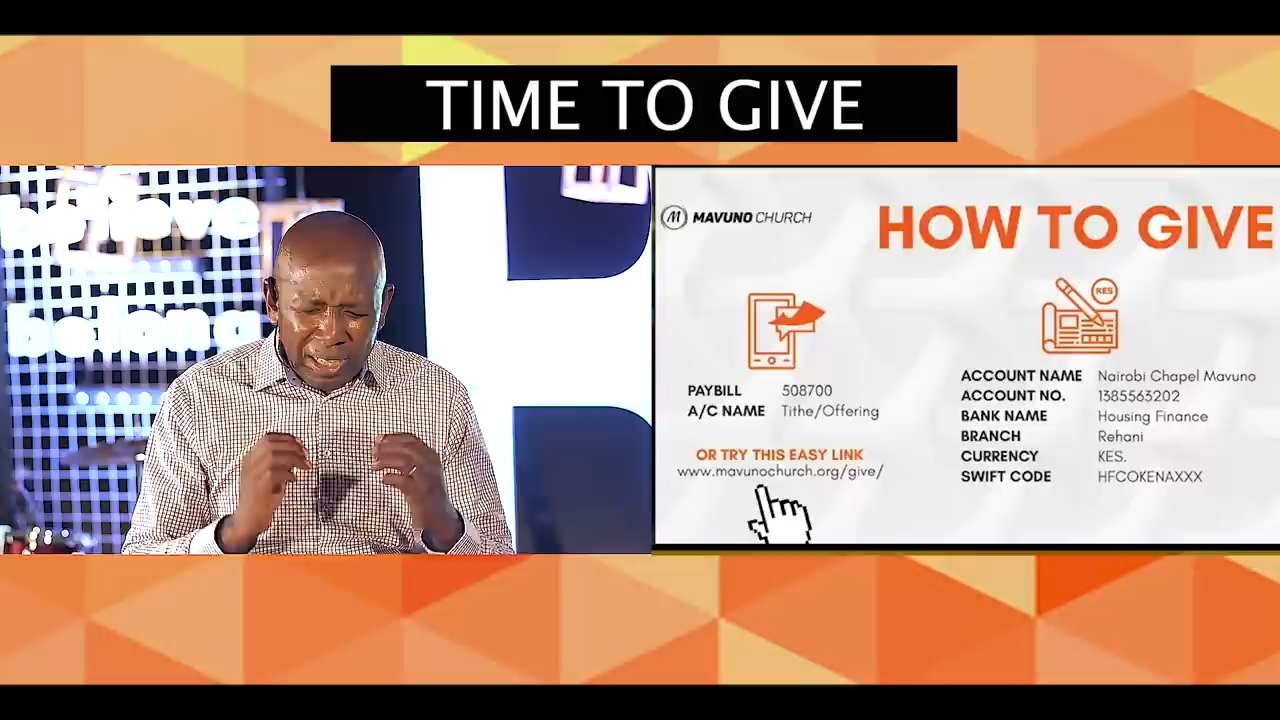 TIME TO GIVE
believe
belong
M MAVUNO CHURCH
HOW TO GIVE
KES
PAYBILL 508700
A/C NAME Tithe/Offering
OR TRY THIS EASY LINK
www.mavunochurch.org/give/
ACCOUNT NAME Nairobi Chapel Mavuno
ACCOUNT NO. 1385563202
BANK NAME Housing Finance
BRANCH Rehani
CURRENCY KES.
SWIFT CODE HFCOKENAXXX